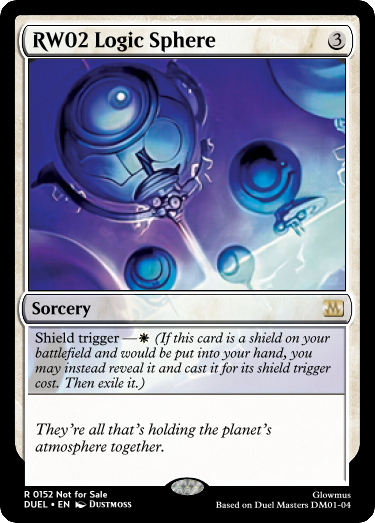 RW02 Logic Sphere
3
Sorcery
Shield trigger — (If this card is a shield on your
battlefield and would be put into your hand, you
may instead reveal it and cast it for its shield trigger
cost. Then exile it.)
They're all that's holding the planet's
atmosphere together.
R 0152 Not for Sale
DUEL • EN Dustmoss
Glowmus
Based on Duel Masters DM01-04